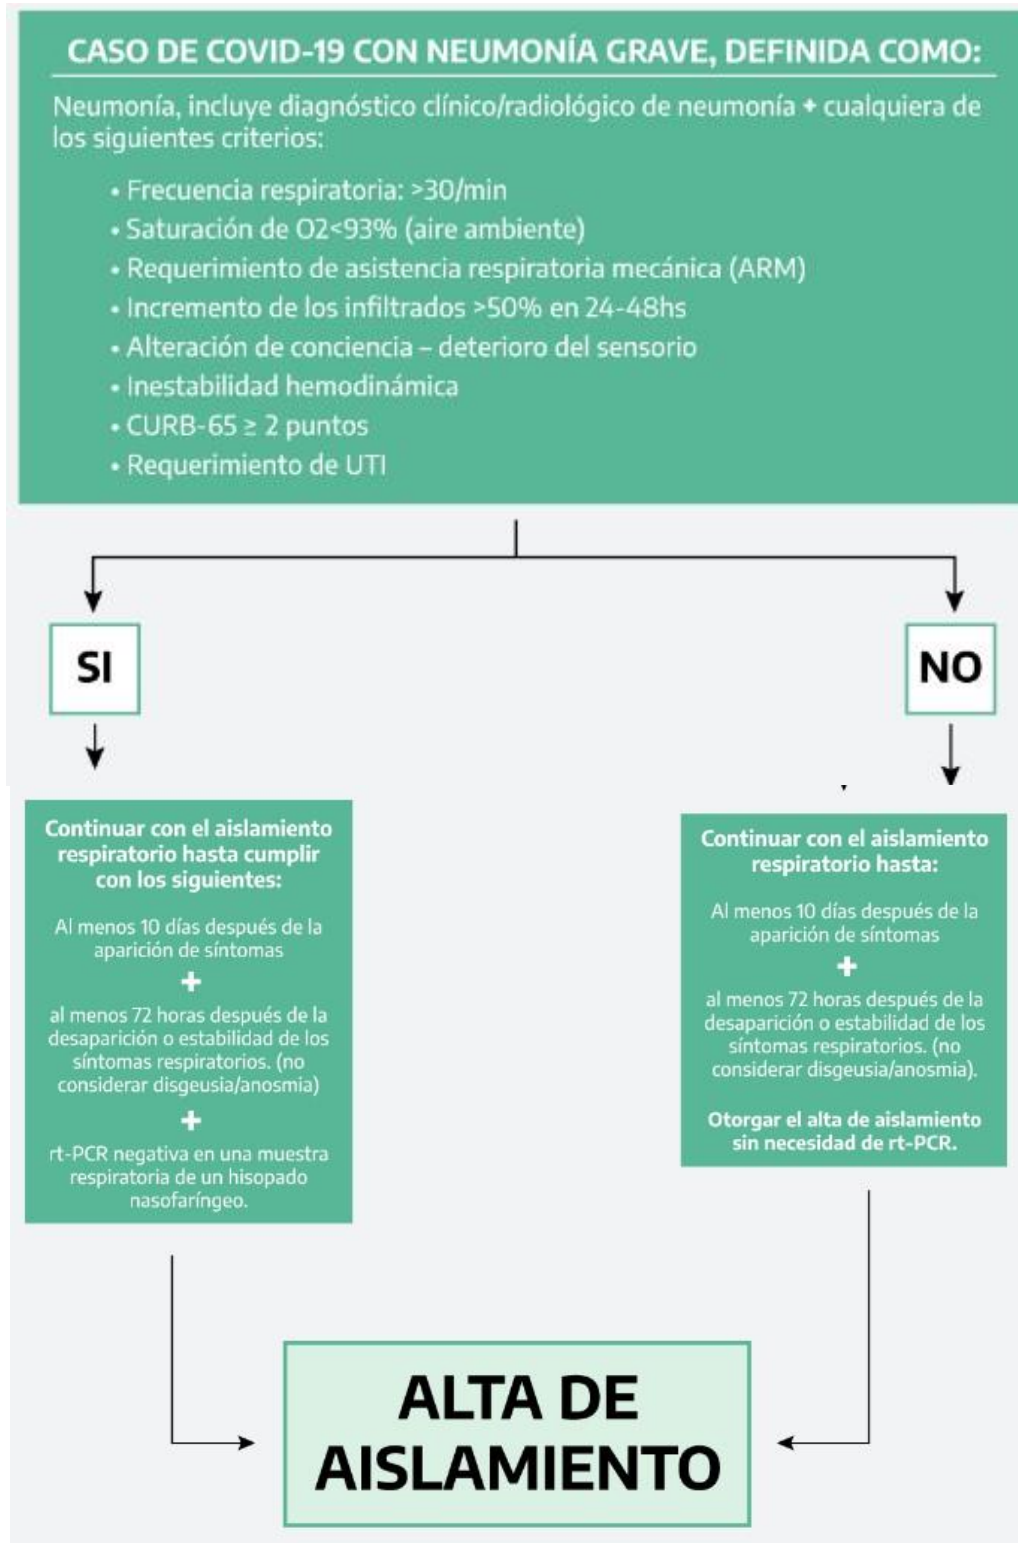 CASO DE COVID-19 CON NEUMONÍA GRAVE, DEFINIDA COMO:
Neumonía, incluye diagnóstico clínico/radiológico de neumonía + cualquiera de
los siguientes criterios:
• Frecuencia respiratoria: >30/min
• Saturación de O2<93% (aire ambiente)
• Requerimiento de asistencia respiratoria mecánica (ARM)
• Incremento de los infiltrados >50% en 24-48hs
• Alteración de conciencia – deterioro del sensorio
• Inestabilidad hemodinámica
• CURB-65 ≥ 2 puntos
• Requerimiento de UTI
SI
NO
Continuar con el aislamiento
respiratorio hasta cumplir
con los siguientes:
Al menos 10 días después de la
aparición de síntomas
+
al menos 72 horas después de la
desaparición o estabilidad de los
síntomas respiratorios. (no
considerar disgeusia/anosmia)
+
rt-PCR negativa en una muestra
respiratoria de un hisopado
nasofaríngeo.
Continuar con el aislamiento
respiratorio hasta:
Al menos 10 días después de la
aparición de síntomas
+
al menos 72 horas después de la
desaparición o estabilidad de los
síntomas respiratorios. (no
considerar disgeusia/anosmia).
Otorgar el alta de aislamiento
sin necesidad de rt-PCR.
ALTA DE
AISLAMIENTO